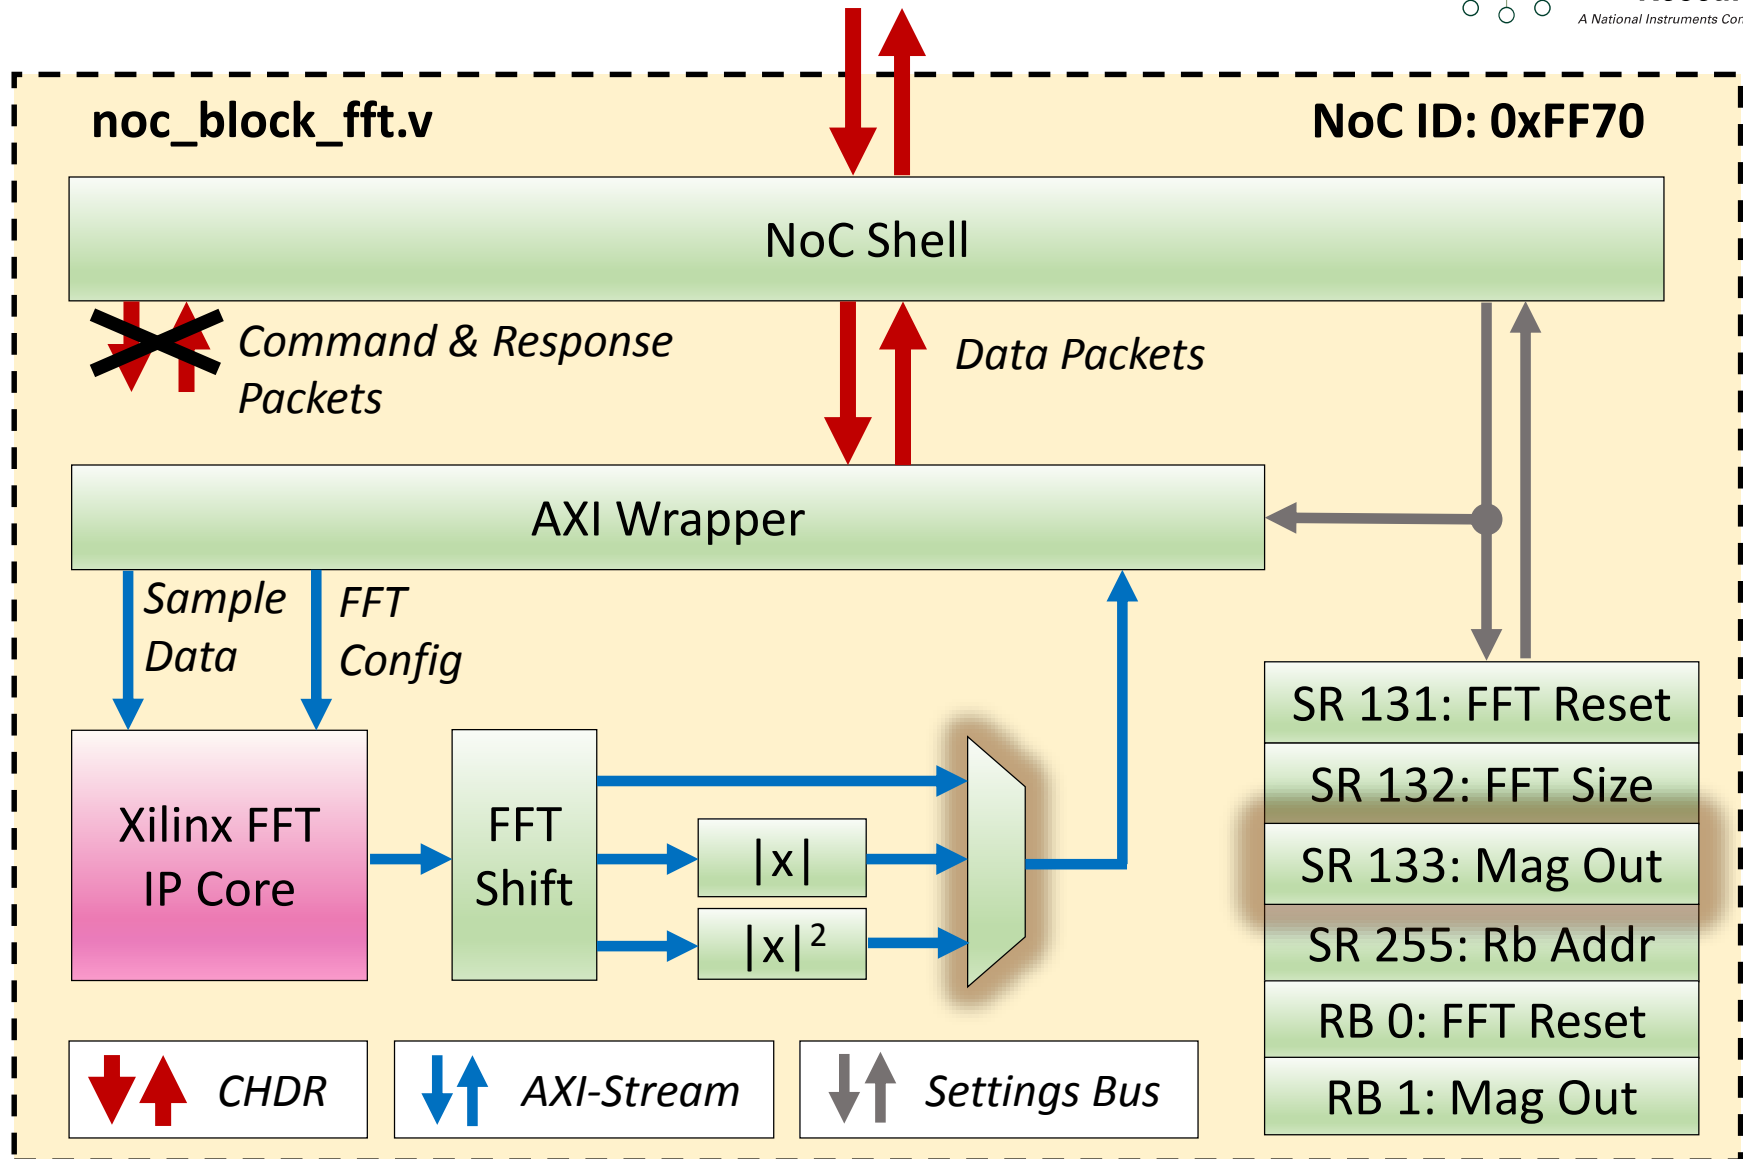 A National Instruments
noc_block_fft.v
NoC ID: 0xFF70
NoC Shell
Command & Response
Packets
Data Packets
AXI Wrapper
Sample
Data
FFT
Config
Xilinx FFT
IP Core
FFT
Shift
|x|
|x|²
SR 131: FFT Reset
SR 132: FFT Size
SR 133: Mag Out
SR 255: Rb Addr
RB 0: FFT Reset
RB 1: Mag Out
CHDR
AXI-Stream
Settings Bus